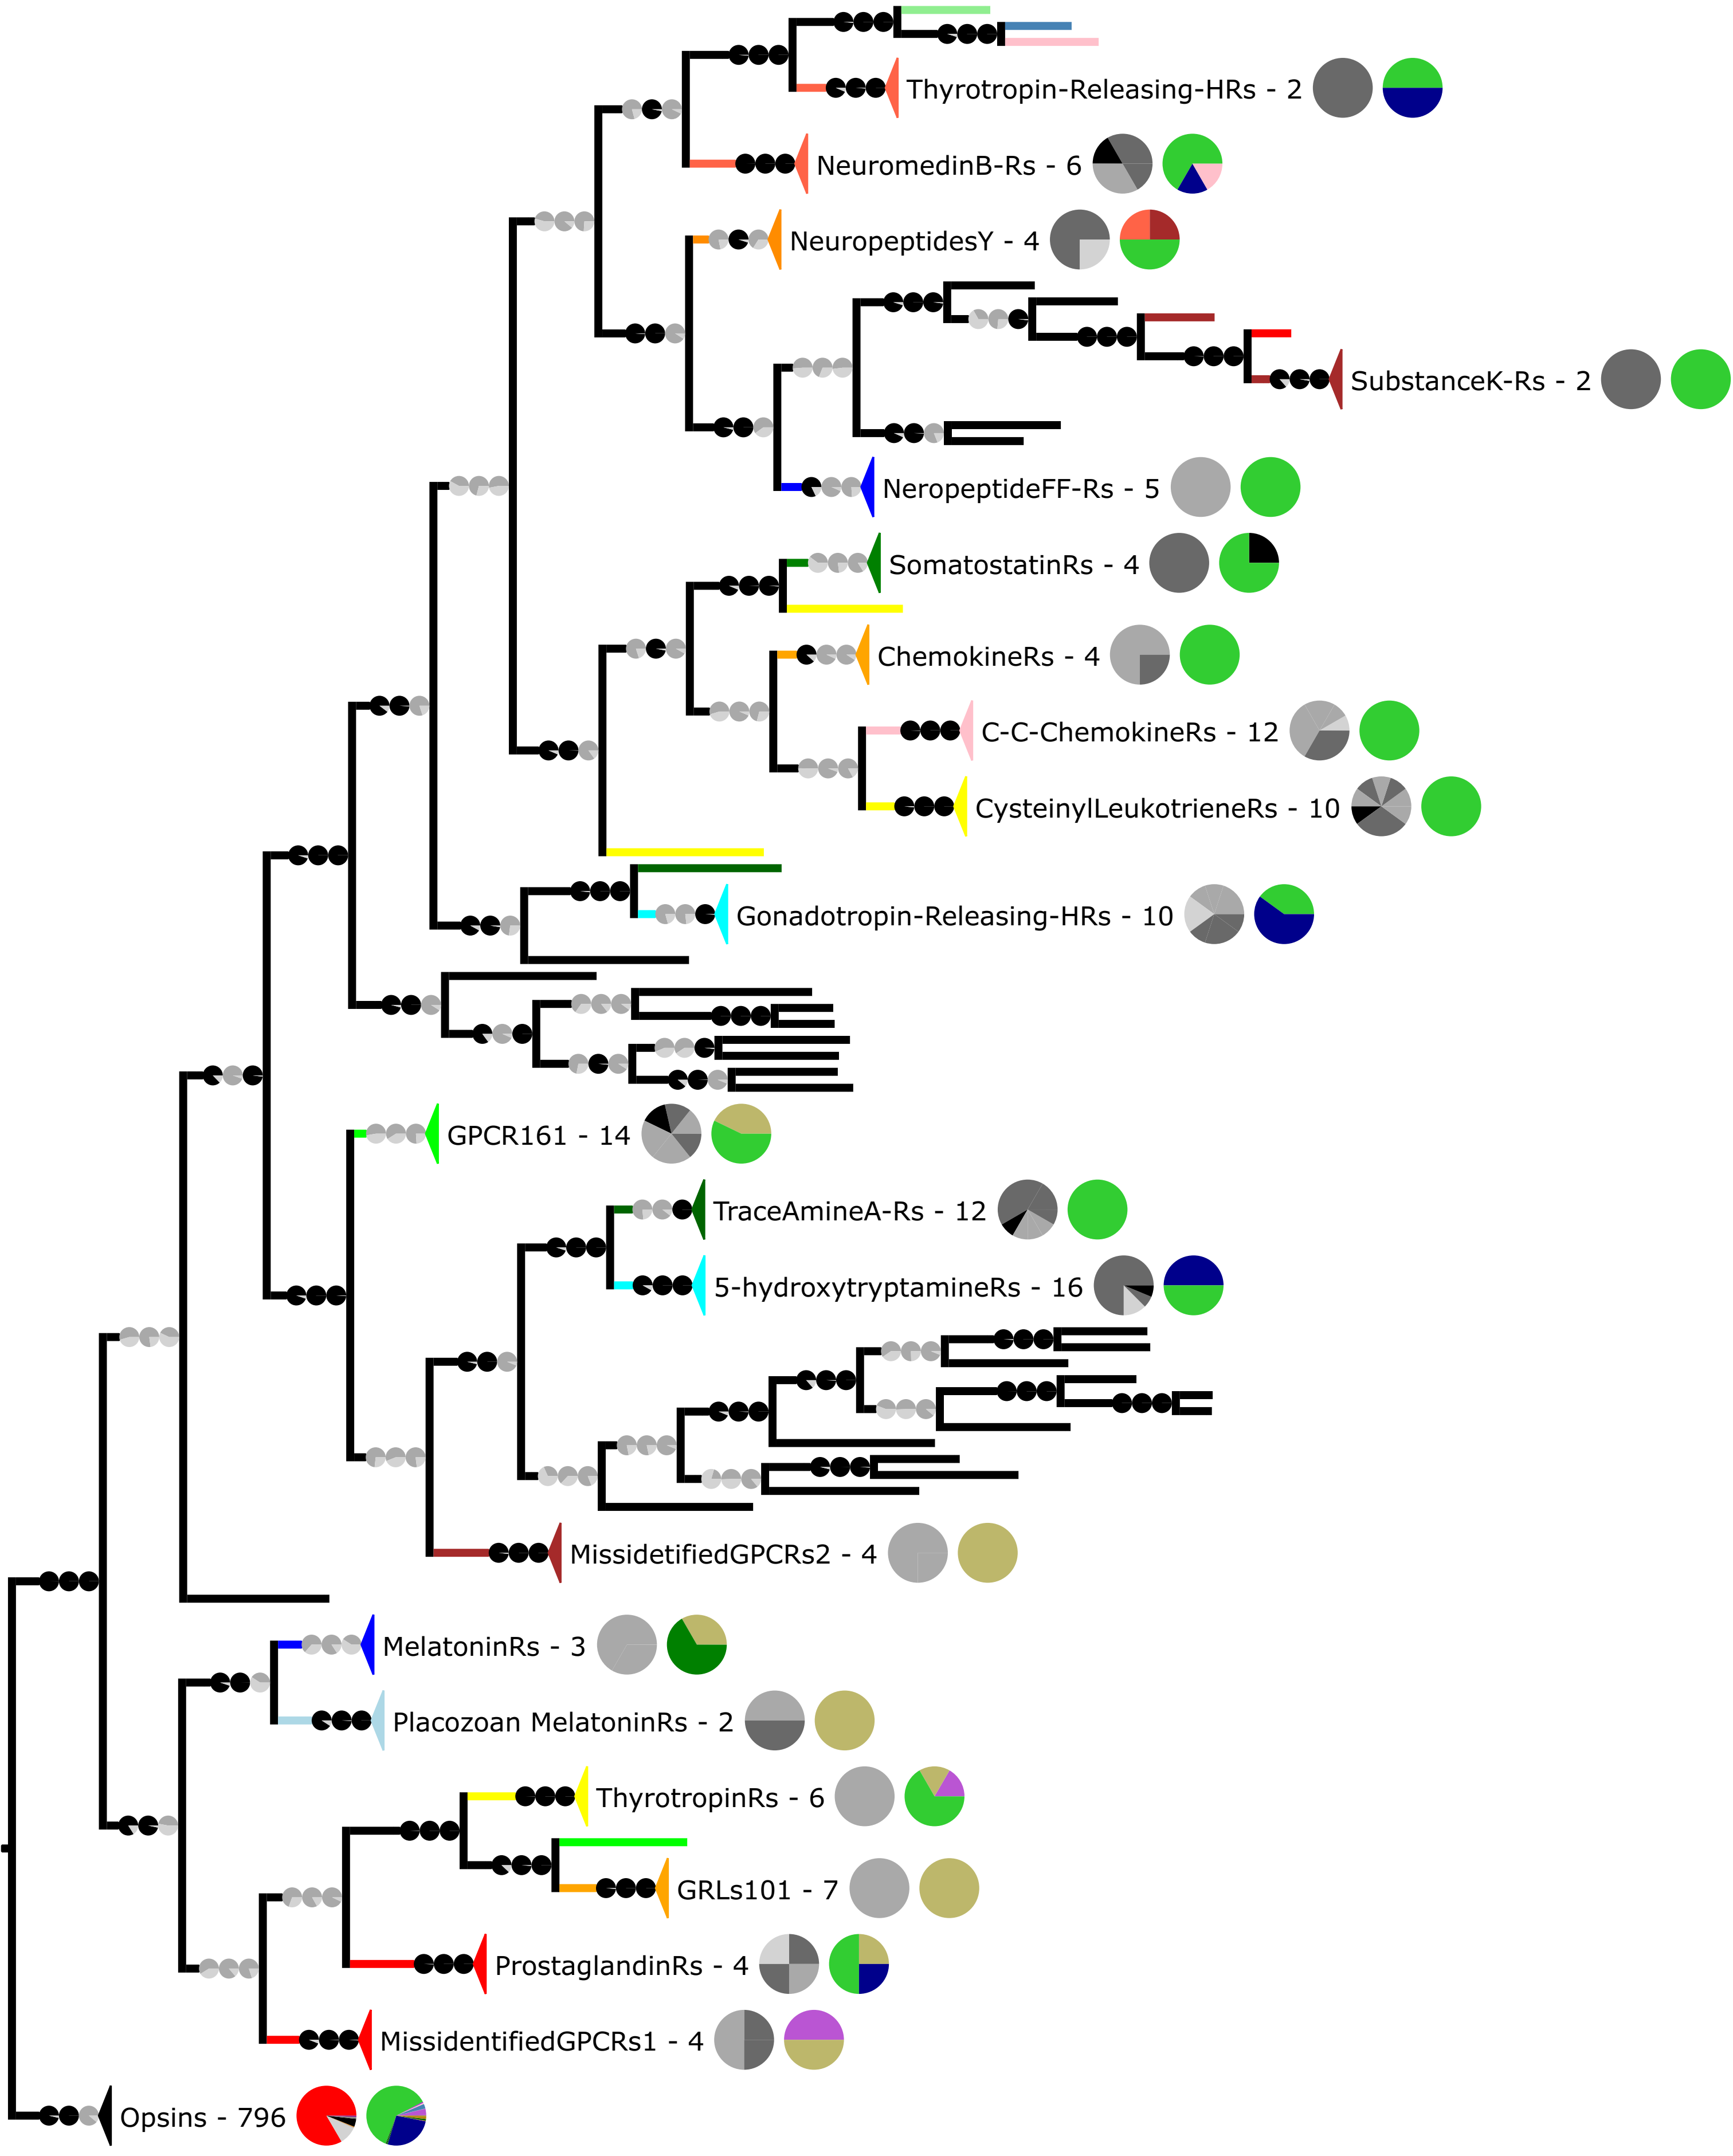 Thyrotropin-Releasing-HRs - 2
NeuromedinB-Rs - 6
NeuropeptidesY - 4
SubstanceK-Rs - 2
NeropeptideFF-Rs - 5
SomatostatinRs - 4
ChemokineRs - 4
C-C-ChemokineRs - 12
CysteinylLeukotrieneRs - 10
Gonadotropin-Releasing-HRs - 10
GPCR161 - 14
TraceAmineA-Rs - 12
5-hydroxytryptamineRs - 16
MissidetifiedGPCRs2 - 4
MelatoninRs - 3
Placozoan MelatoninRs - 2
ThyrotropinRs - 6
GRLs101 - 7
ProstaglandinRs - 4
MissidentifiedGPCRs1 - 4
Opsins - 796